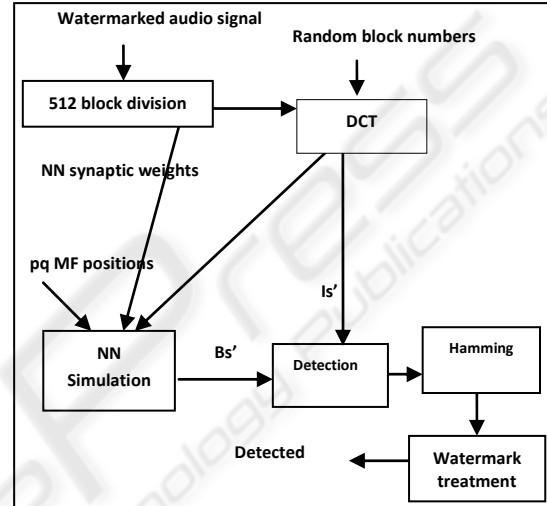 Watermarked audio signal
Random block numbers
512 block division
DCT
NN synaptic weights
pq MF positions
Is’
NN
Simulation
Bs’
Detection
Hamming
Detected
Watermark
treatment